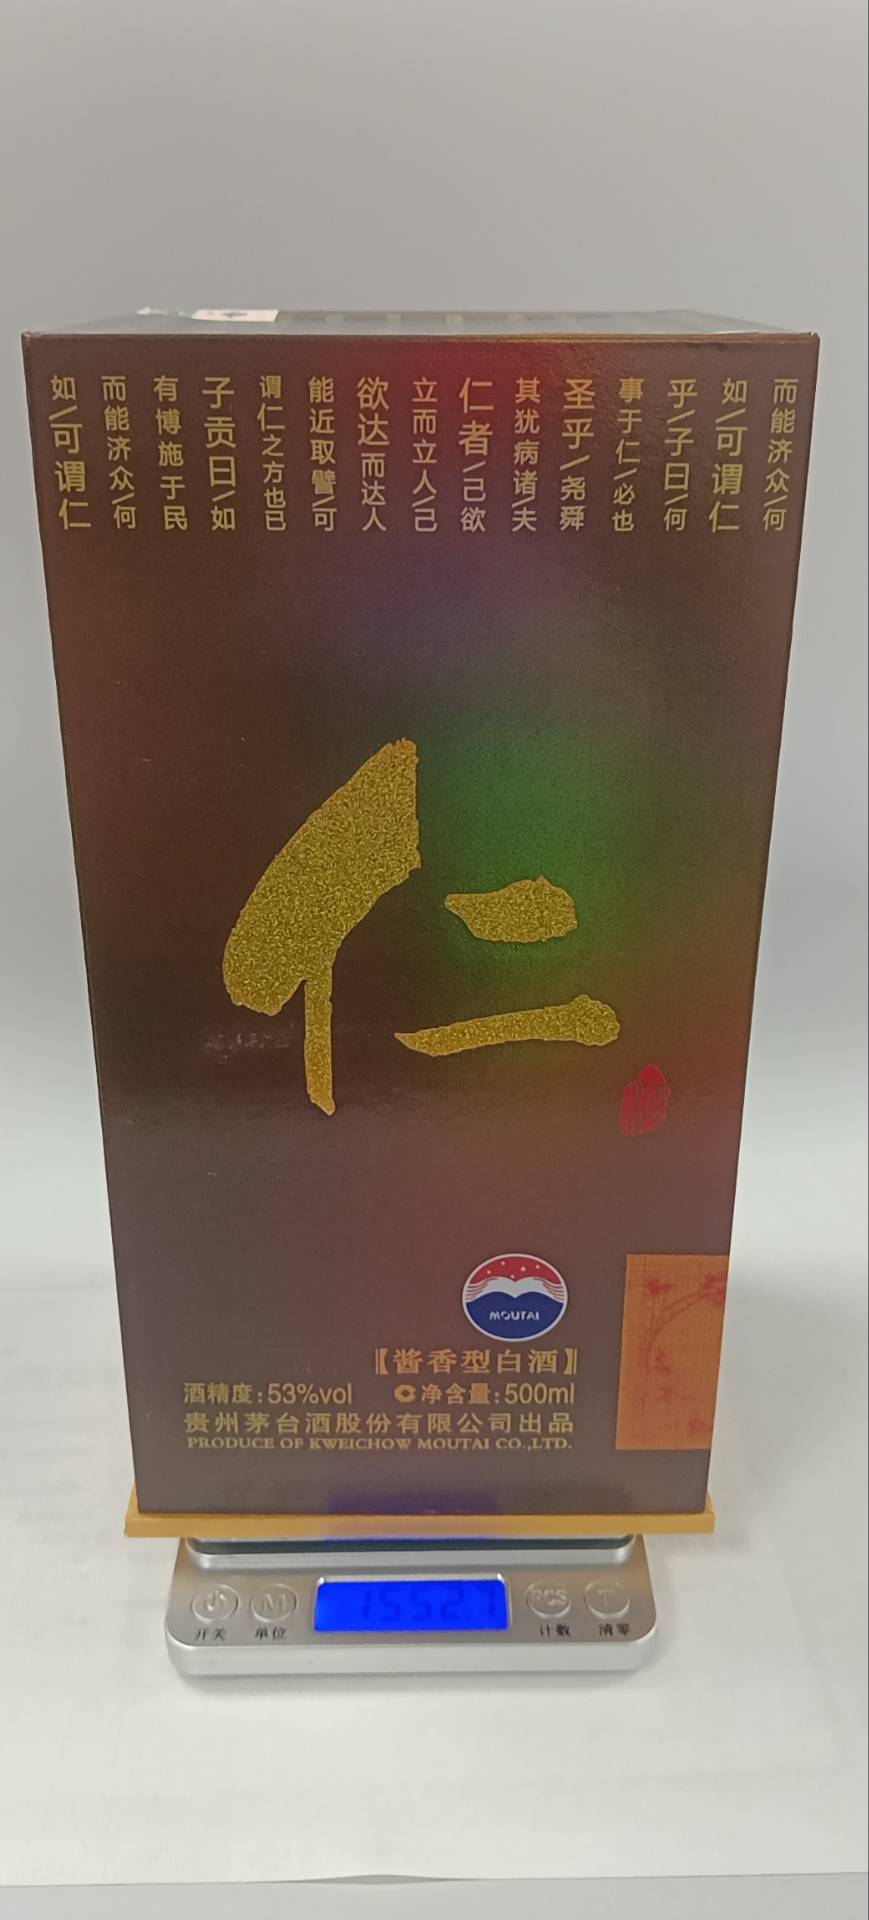 如\可谓仁
而能济众\何
有博施于民
子贡曰\如
谓仁之方也已
能近取譬\可
欲达而达人
立而立人\己
仁者\己欲
其犹病诸\夫
圣乎\尧舜
事于仁\必也
乎\子曰\何
如\可谓仁
而能济众\何
仁
MOUTAI
【酱香型白酒】
酒精度:53%vol 净含量:500ml
贵州茅台酒股份有限公司出品
PRODUCE OF KWEICHOW MOUTAI CO.,LTD.
M 1552.7 PCS T
开关 单位 计数 清零